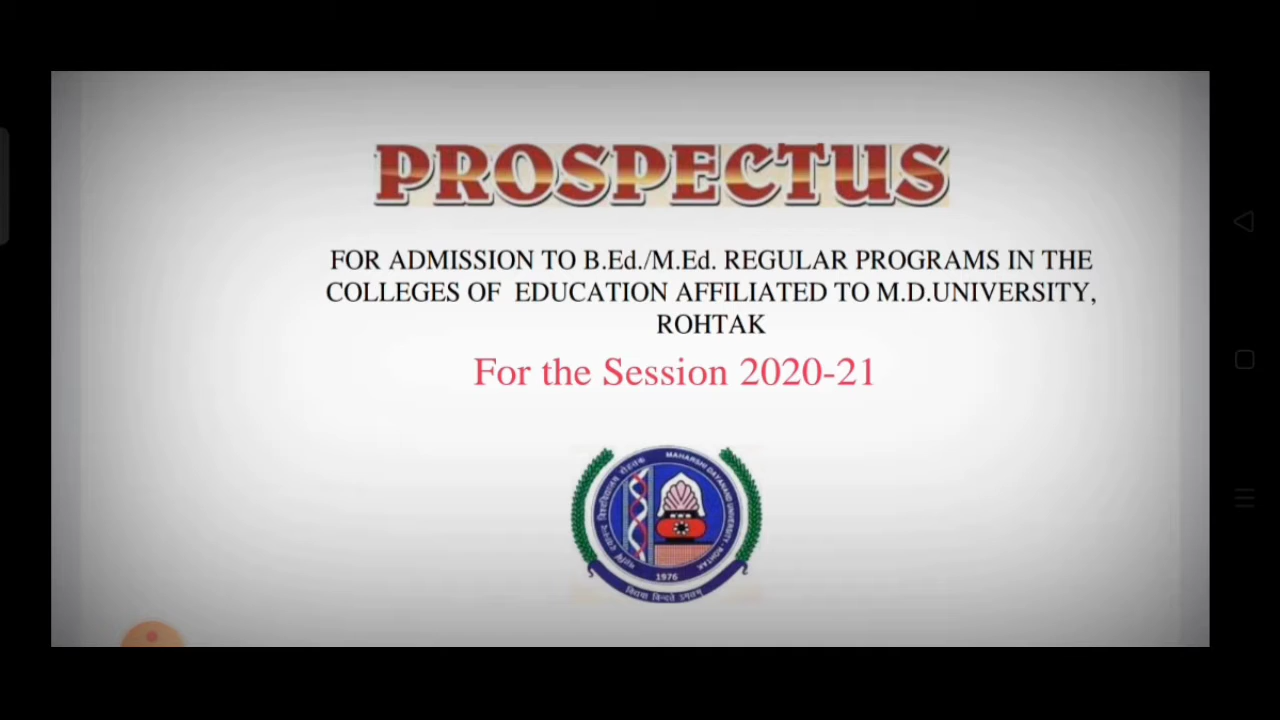 PROSPECTUS
FOR ADMISSION TO B.Ed./M.Ed. REGULAR PROGRAMS IN THE
COLLEGES OF EDUCATION AFFILIATED TO M.D.UNIVERSITY,
ROHTAK
For the Session 2020-21
MAHARSHI DAYANAND UNIVERSITY, ROHTAK
1976